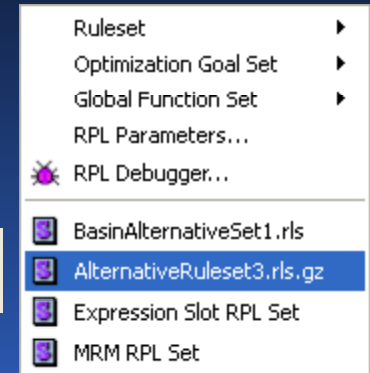 Ruleset
Optimization Goal Set
Global Function Set
RPL Parameters...
RPL Debugger...
BasinAlternativeSet1.rls
AlternativeRuleset3.rls.gz
Expression Slot RPL Set
MRM RPL Set